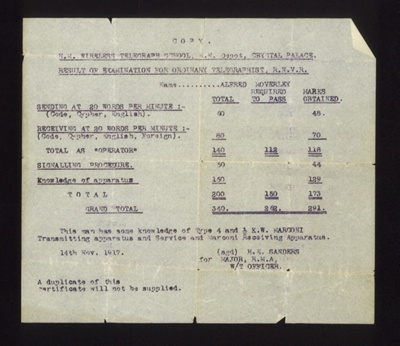 COPY.
H.M. WIRELESS TELEGRAPH SCHOOL, R.N. Depot, CRYSTAL PALACE.
RESULT OF EXAMINATION FOR ORDINARY TELEGRAPHIST, R.N.V.R.
Name..........ALFRED MOVERLEY
TOTAL REQUIRED TO PASS MARKS OBTAINED.
SENDING AT 20 WORDS PER MINUTE :-
(Code, Cypher, English). 60 48.
RECEIVING AT 20 WORDS PER MINUTE :-
(Code, Cypher, English, Foreign). 80 70
TOTAL AS "OPERATOR" 140 112 118
SIGNALLING PROCEDURE. 50 44
Knowledge of apparatus 150 129
TOTAL 200 150 173
GRAND TOTAL 340. 262. 291.
This man has some knowledge of Type 4 and 1½ K.W. MARCONI
Transmitting apparatus and Service and Marconi Receiving Apparatus.
14th Nov. 1917. (sgd) H.E. SANDERS
for MAJOR, R.M.A,
W/T OFFICER.
A duplicate of this
certificate will not be supplied.